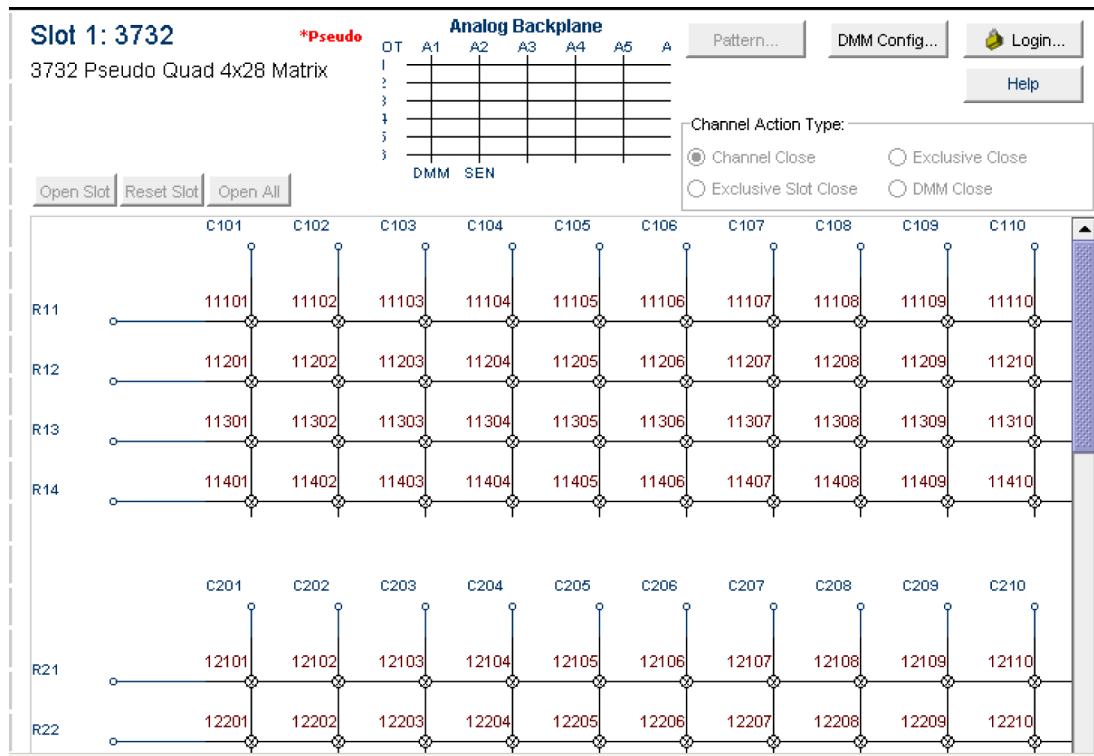 Slot 1: 3732
*Pseudo
3732 Pseudo Quad 4x28 Matrix
Analog Backplane
OT A1 A2 A3 A4 A5 A
DMM SEN
Pattern...
DMM Config...
Login...
Help
Channel Action Type:
Channel Close
Exclusive Close
Exclusive Slot Close
DMM Close
Open Slot
Reset Slot
Open All
C101 C102 C103 C104 C105 C106 C107 C108 C109 C110
R11 11101 11102 11103 11104 11105 11106 11107 11108 11109 11110
R12 11201 11202 11203 11204 11205 11206 11207 11208 11209 11210
R13 11301 11302 11303 11304 11305 11306 11307 11308 11309 11310
R14 11401 11402 11403 11404 11405 11406 11407 11408 11409 11410
C201 C202 C203 C204 C205 C206 C207 C208 C209 C210
R21 12101 12102 12103 12104 12105 12106 12107 12108 12109 12110
R22 12201 12202 12203 12204 12205 12206 12207 12208 12209 12210